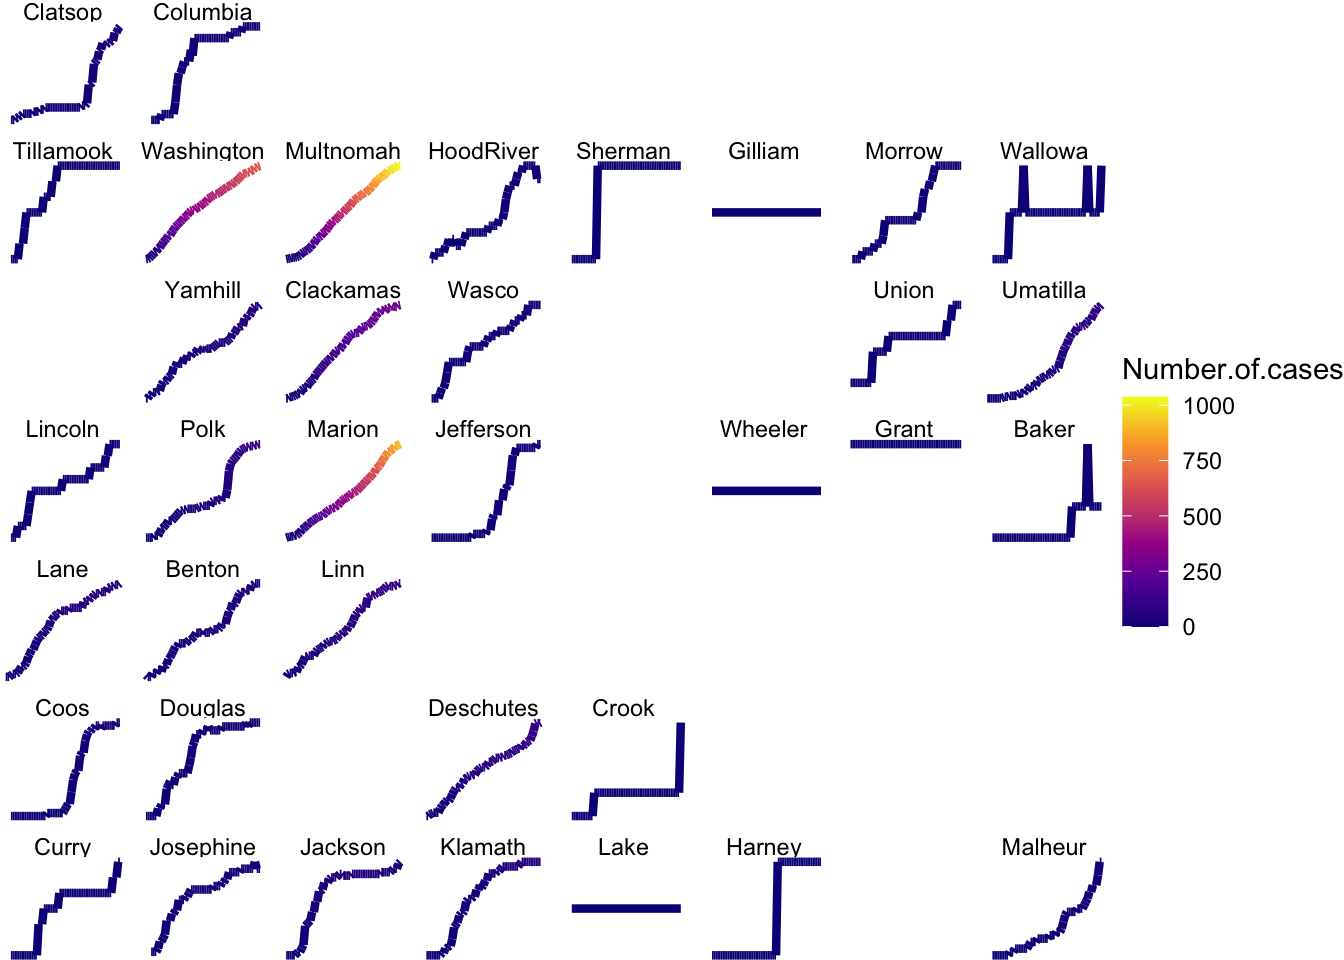 Clatsop Columbia
Tillamook Washington Multnomah HoodRiver Sherman Gilliam Morrow Wallowa
Yamhill Clackamas Wasco Union Umatilla
Number.of.cases
1000
750
500
250
0
Lincoln Polk Marion Jefferson Wheeler Grant Baker
Lane Benton Linn
Coos Douglas Deschutes Crook
Curry Josephine Jackson Klamath Lake Harney Malheur